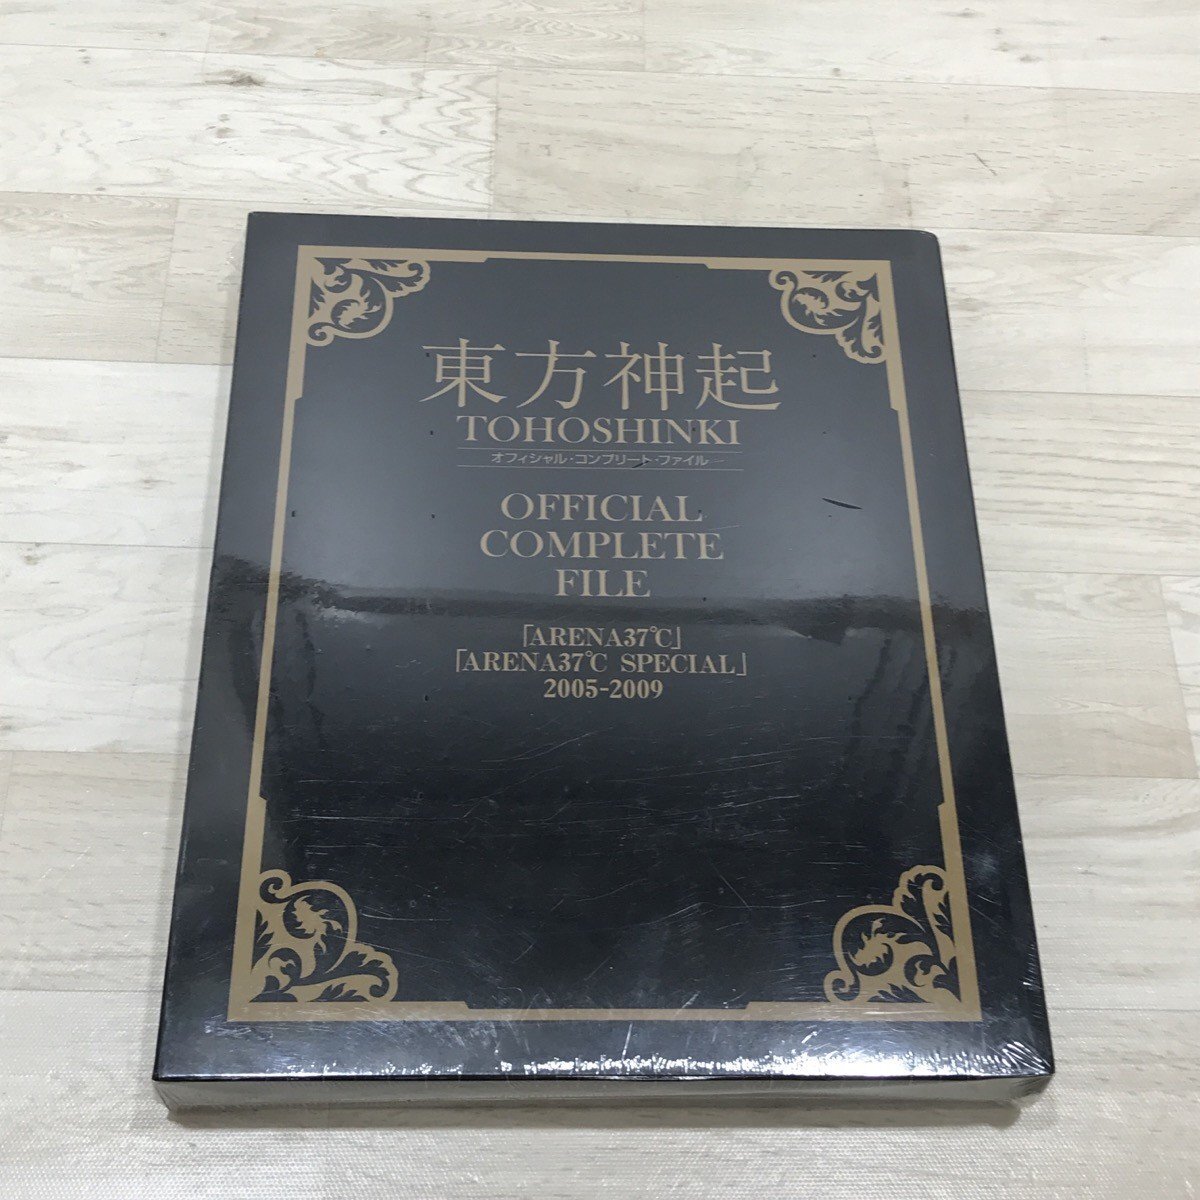 東方神起
TOHOSHINKI
オフィシャル・コンプリート・ファイル
OFFICIAL
COMPLETE
FILE
「ARENA37℃」
「ARENA37℃ SPECIAL」
2005-2009